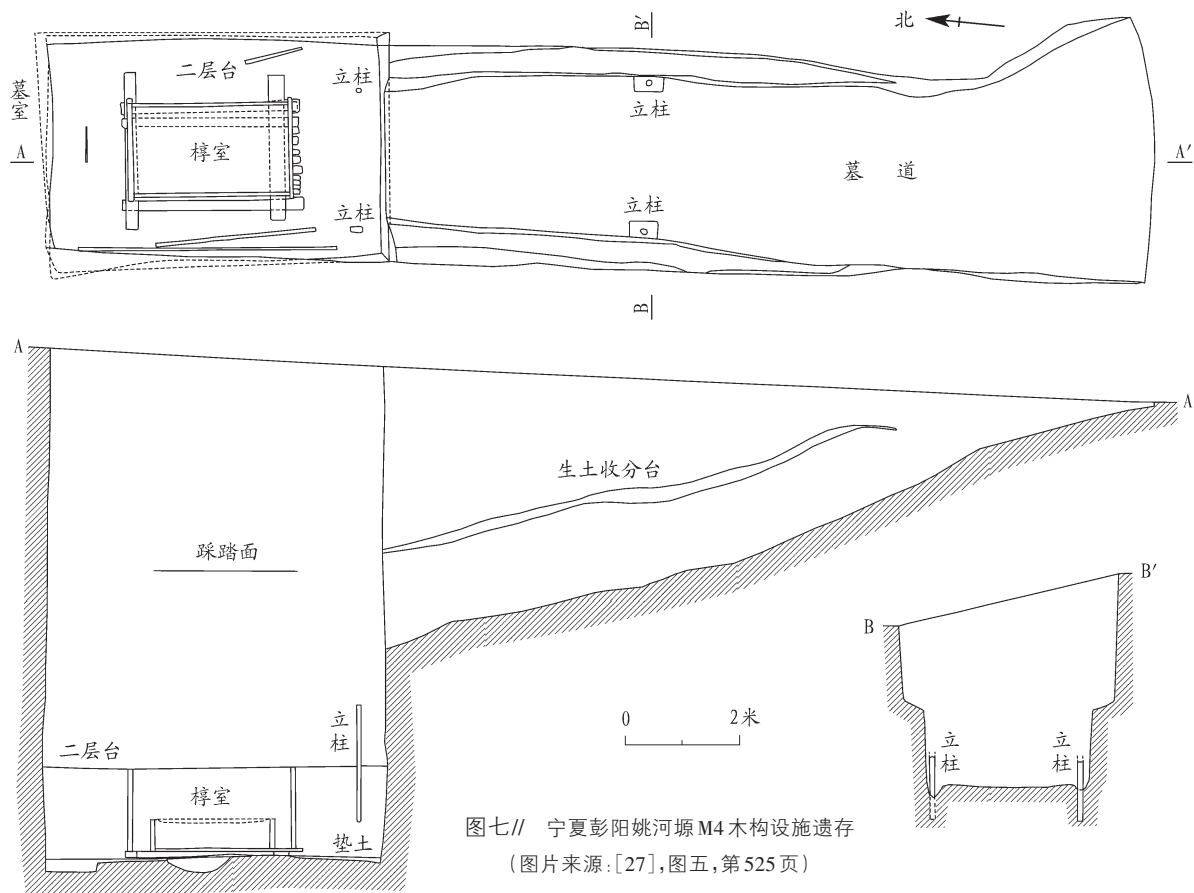 北
B′
二层台
立柱
立柱
墓室
A
椁室
墓 道
A′
立柱
立柱
B
A
A
生土收分台
踩踏面
B′
B
0 2米
立柱
立柱
立柱
二层台
椁室
垫土
图七// 宁夏彭阳姚河塬M4木构设施遗存
(图片来源:[27],图五,第525页)